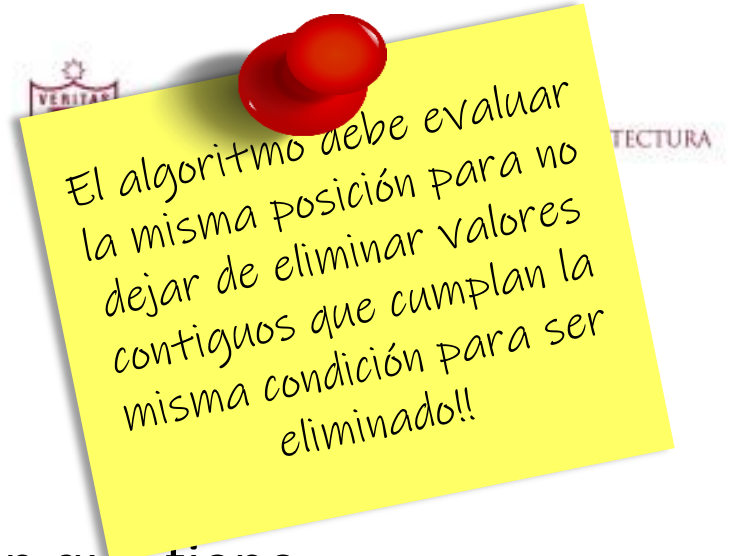 VERITAS
TECTURA
El algoritmo debe evaluar
la misma posición para no
dejar de eliminar valores
contiguos que cumplan la
misma condición para ser
eliminado!!